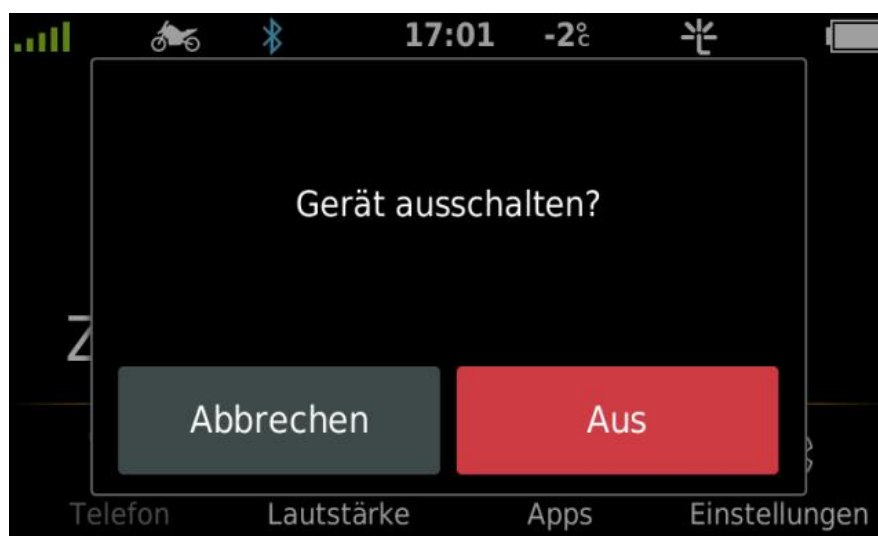 17:01 -2°C
Gerät ausschalten?
Z
Abbrechen Aus
Telefon Lautstärke Apps Einstellungen